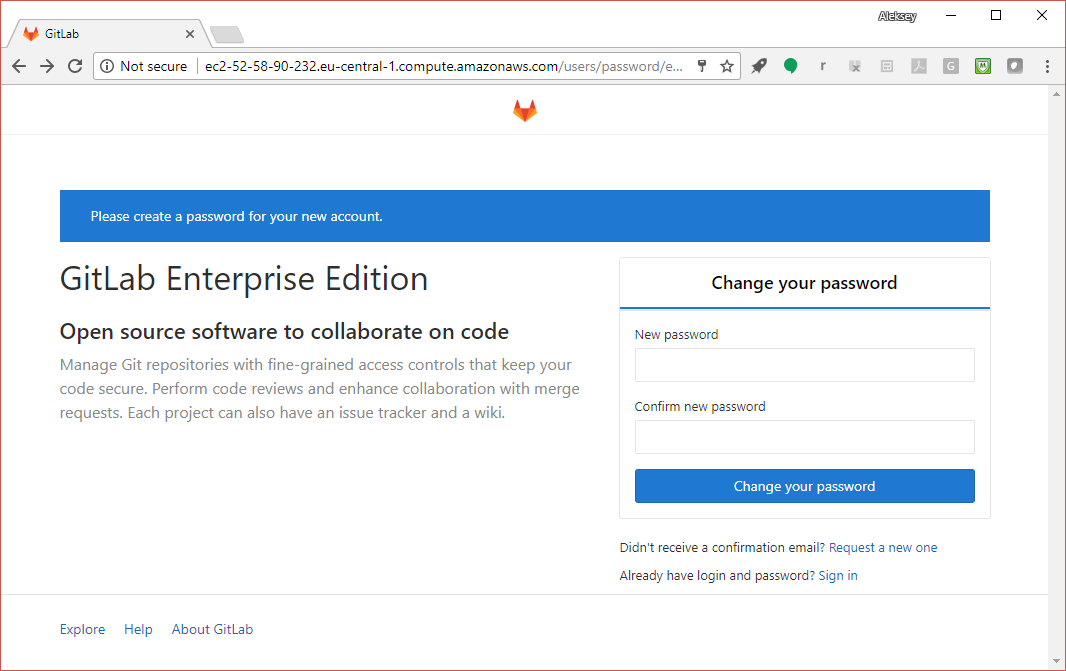 Aleksey
GitLab
Not secure
ec2-52-58-90-232.eu-central-1.compute.amazonaws.com/users/password/e...
r
G
Please create a password for your new account.
GitLab Enterprise Edition
Open source software to collaborate on code
Manage Git repositories with fine-grained access controls that keep your
code secure. Perform code reviews and enhance collaboration with merge
requests. Each project can also have an issue tracker and a wiki.
Change your password
New password
Confirm new password
Change your password
Didn't receive a confirmation email? Request a new one
Already have login and password? Sign in
Explore
Help
About GitLab